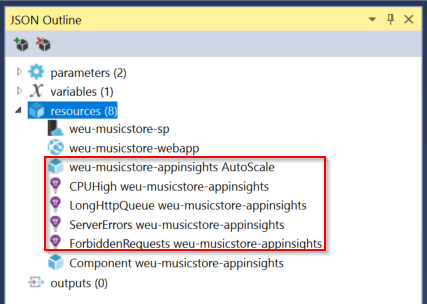 JSON Outline
parameters (2)
variables (1)
resources (8)
weu-musicstore-sp
weu-musicstore-webapp
weu-musicstore-appinsights AutoScale
CPUHigh weu-musicstore-appinsights
LongHttpQueue weu-musicstore-appinsights
ServerErrors weu-musicstore-appinsights
ForbiddenRequests weu-musicstore-appinsights
Component weu-musicstore-appinsights
outputs (0)